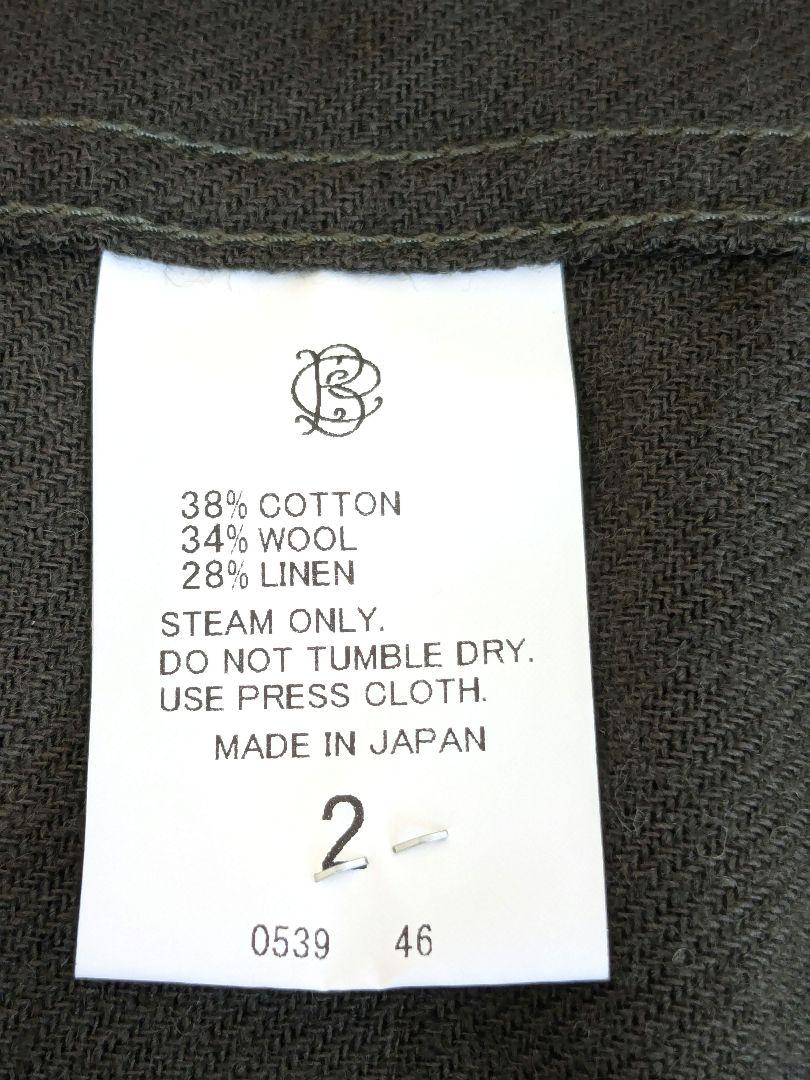 38% COTTON
34% WOOL
28% LINEN
STEAM ONLY.
DO NOT TUMBLE DRY.
USE PRESS CLOTH.
MADE IN JAPAN
2
0539 46